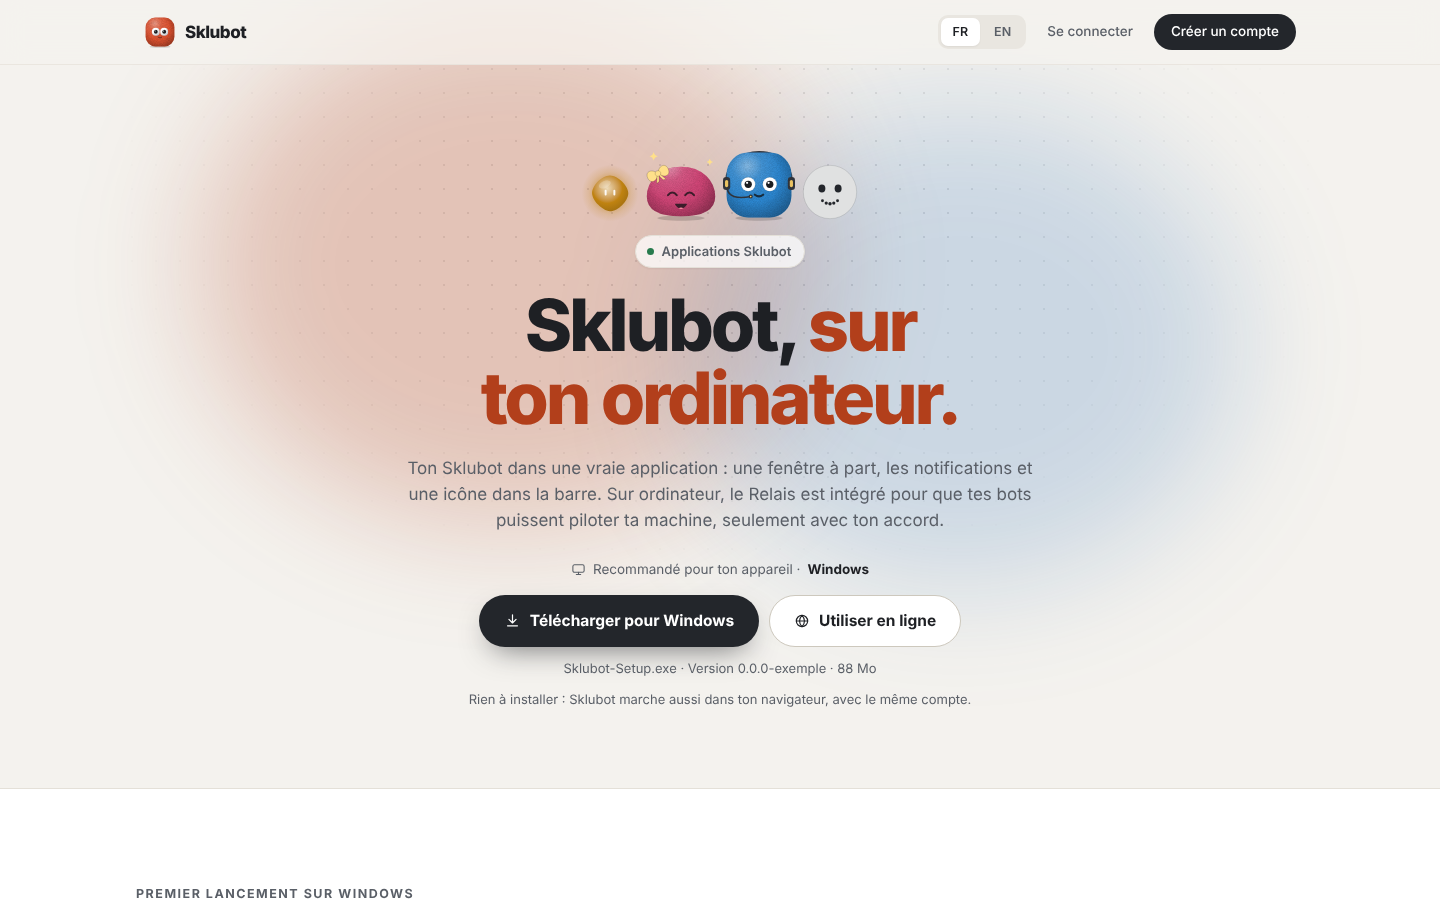 Sklubot
FR EN Se connecter Créer un compte
Applications Sklubot
Sklubot, sur
ton ordinateur.
Ton Sklubot dans une vraie application : une fenêtre à part, les notifications et
une icône dans la barre. Sur ordinateur, le Relais est intégré pour que tes bots
puissent piloter ta machine, seulement avec ton accord.
Recommandé pour ton appareil · Windows
Télécharger pour Windows Utiliser en ligne
Sklubot-Setup.exe · Version 0.0.0-exemple · 88 Mo
Rien à installer : Sklubot marche aussi dans ton navigateur, avec le même compte.
PREMIER LANCEMENT SUR WINDOWS